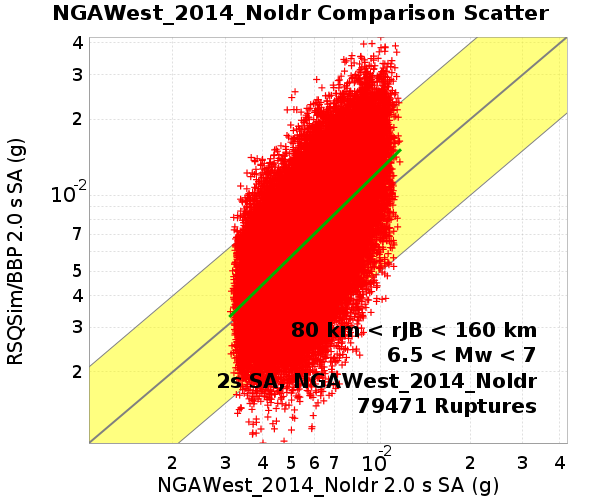 NGAWest_2014_NoIdr Comparison Scatter
4
3
2
10-2
7
5
4
3
2
RSQSim/BBP 2.0 s SA (g)
80 km < rJB < 160 km
6.5 < Mw < 7
2s SA, NGAWest_2014_NoIdr
79471 Ruptures
2 3 4 5 6 7 10-2 2 3 4
NGAWest_2014_NoIdr 2.0 s SA (g)